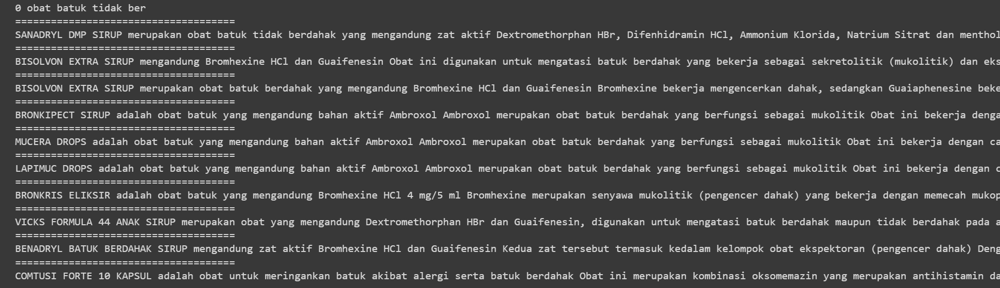 0 obat batuk tidak ber
=====================================
SANADRYL DMP SIRUP merupakan obat batuk tidak berdahak yang mengandung zat aktif Dextromethorphan HBr, Difenhidramin HCl, Ammonium Klorida, Natrium Sitrat dan menthol
=====================================
BISOLVON EXTRA SIRUP mengandung Bromhexine HCl dan Guaifenesin Obat ini digunakan untuk mengatasi batuk berdahak yang bekerja sebagai sekretolitik (mukolitik) dan eks
=====================================
BISOLVON EXTRA SIRUP merupakan obat batuk berdahak yang mengandung Bromhexine HCl dan Guaifenesin Bromhexine bekerja mengencerkan dahak, sedangkan Guaiaphenesine beke
=====================================
BRONKIPECT SIRUP adalah obat batuk yang mengandung bahan aktif Ambroxol Ambroxol merupakan obat batuk berdahak yang berfungsi sebagai mukolitik Obat ini bekerja denga
=====================================
MUCERA DROPS adalah obat batuk yang mengandung bahan aktif Ambroxol Ambroxol merupakan obat batuk berdahak yang berfungsi sebagai mukolitik Obat ini bekerja dengan ca
=====================================
LAPIMUC DROPS adalah obat batuk yang mengandung bahan aktif Ambroxol Ambroxol merupakan obat batuk berdahak yang berfungsi sebagai mukolitik Obat ini bekerja dengan c
=====================================
BRONKRIS ELIKSIR adalah obat batuk yang mengandung Bromhexine HCl 4 mg/5 ml Bromhexine merupakan senyawa mukolitik (pengencer dahak) yang bekerja dengan memecah mukop
=====================================
VICKS FORMULA 44 ANAK SIRUP merupakan obat yang mengandung Dextromethorphan HBr dan Guaifenesin, digunakan untuk mengatasi batuk berdahak maupun tidak berdahak pada a
=====================================
BENADRYL BATUK BERDAHAK SIRUP mengandung zat aktif Bromhexine HCl dan Guaifenesin Kedua zat tersebut termasuk kedalam kelompok obat ekspektoran (pengencer dahak) Deng
=====================================
COMTUSI FORTE 10 KAPSUL adalah obat untuk meringankan batuk akibat alergi serta batuk berdahak Obat ini merupakan kombinasi oksomemazin yang merupakan antihistamin da